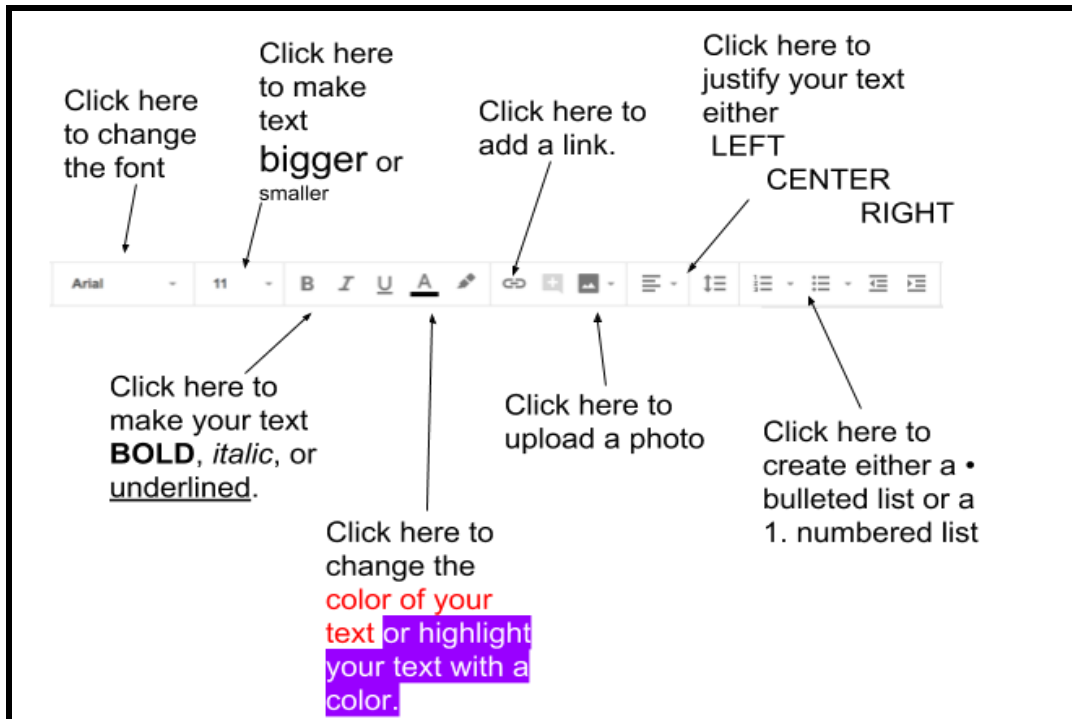 Click here
to change
the font
Click here
to make
text
bigger or
smaller
Click here to
add a link.
Click here to
justify your text
either
LEFT
CENTER
RIGHT
Arial 11 B I U A
Click here to
make your text
BOLD, italic, or
underlined.
Click here to
change the
color of your
text or highlight
your text with a
color.
Click here to
upload a photo
Click here to
create either a •
bulleted list or a
1. numbered list